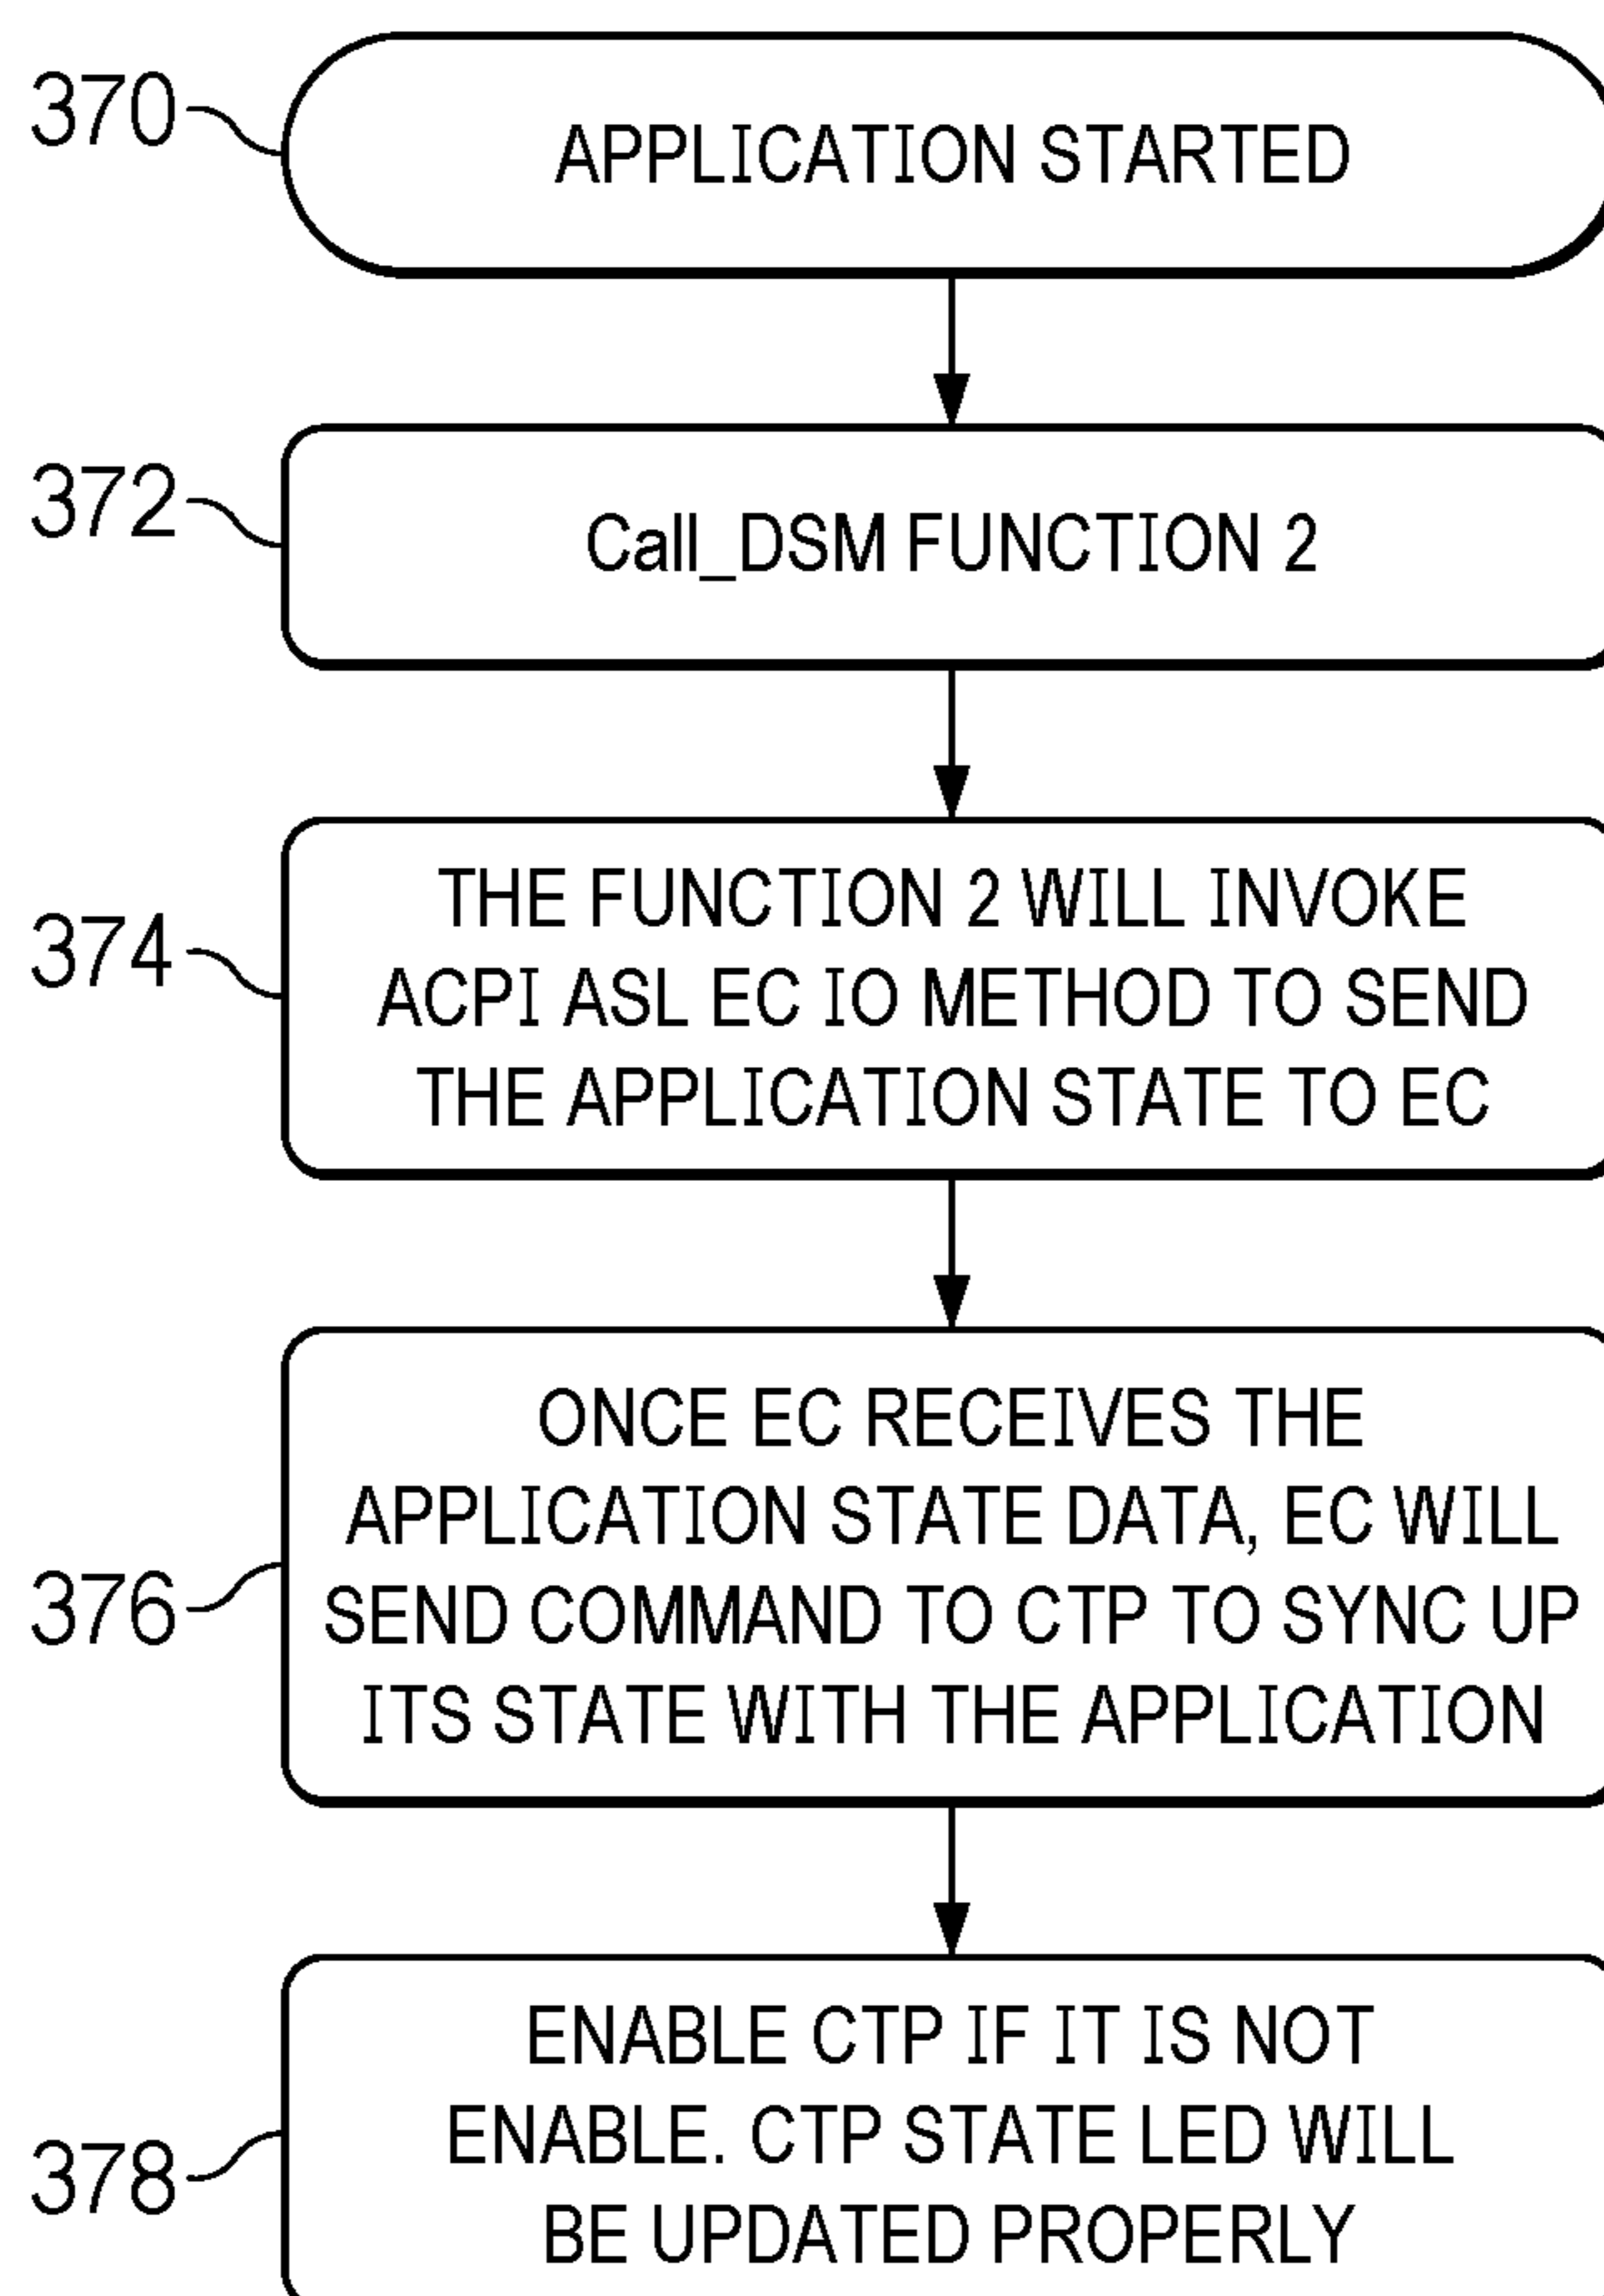 370
APPLICATION STARTED
372
Call_DSM FUNCTION 2
374
THE FUNCTION 2 WILL INVOKE
ACPI ASL EC IO METHOD TO SEND
THE APPLICATION STATE TO EC
376
ONCE EC RECEIVES THE
APPLICATION STATE DATA, EC WILL
SEND COMMAND TO CTP TO SYNC UP
ITS STATE WITH THE APPLICATION
378
ENABLE CTP IF IT IS NOT
ENABLE. CTP STATE LED WILL
BE UPDATED PROPERLY